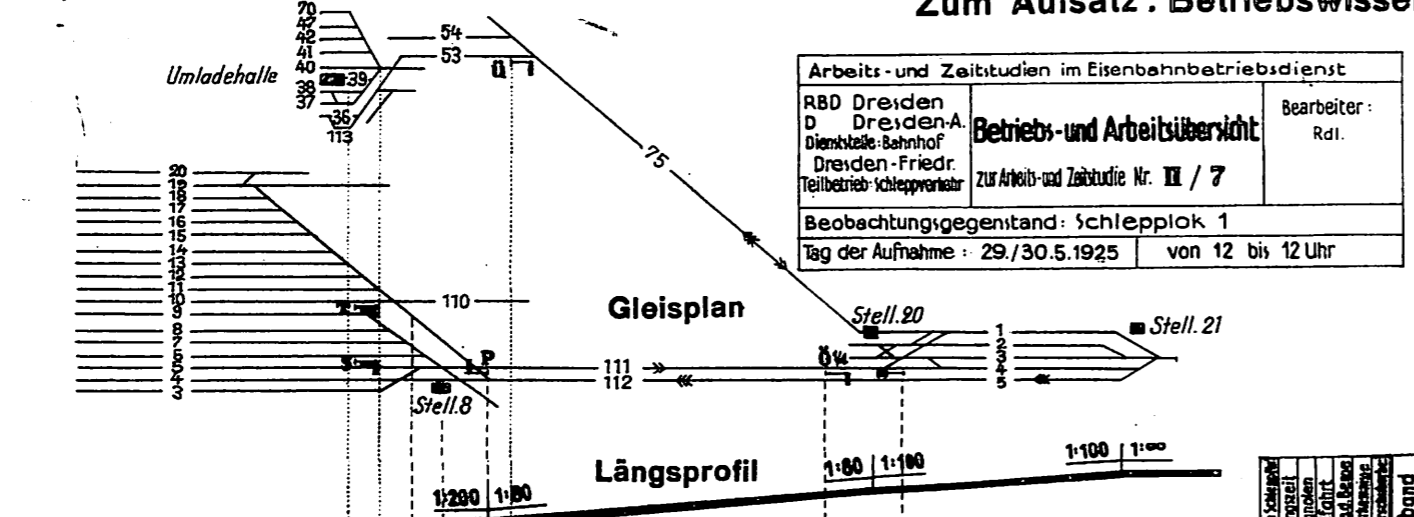 Zum Aufsatz: Betriebswissen
70
47
42
41
40
39
38
37
36
113
Umladehalle
54
53
Ü
75
Arbeits- und Zeitstudien im Eisenbahnbetriebsdienst
RBD Dresden
D Dresden-A.
Dienststelle: Bahnhof
Dresden-Friedr.
Teilbetrieb: Schleppverkehr
Betriebs- und Arbeitsübersicht
zur Arbeits- und Zeitstudie Nr. II / 7
Bearbeiter:
Rdl.
Beobachtungsgegenstand: Schlepplok 1
Tag der Aufnahme: 29./30.5.1925 von 12 bis 12 Uhr
20
19
18
17
16
15
14
13
12
11
10
9
8
7
6
5
4
3
110
T
S
P
Stell. 8
Gleisplan
111
112
Stell. 20
Stell. 21
1
2
3
4
5
Längsprofil
1:200 1:80
1:80 1:100
1:100